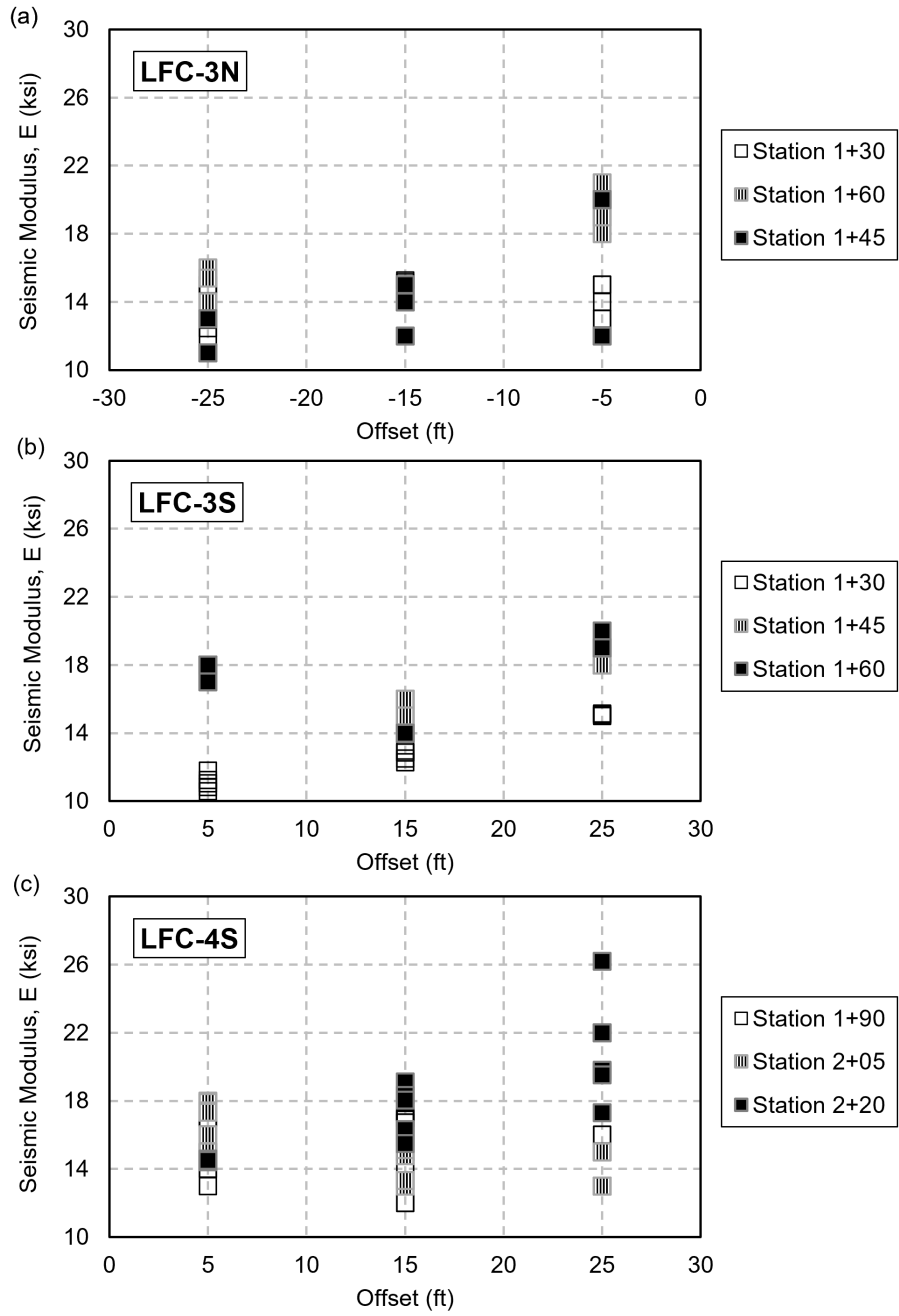 (a)
LFC-3N
Seismic Modulus, E (ksi)
30
26
22
18
14
10
-30 -25 -20 -15 -10 -5 0
Offset (ft)
Station 1+30
Station 1+60
Station 1+45
(b)
LFC-3S
Seismic Modulus, E (ksi)
30
26
22
18
14
10
0 5 10 15 20 25 30
Offset (ft)
Station 1+30
Station 1+45
Station 1+60
(c)
LFC-4S
Seismic Modulus, E (ksi)
30
26
22
18
14
10
0 5 10 15 20 25 30
Offset (ft)
Station 1+90
Station 2+05
Station 2+20